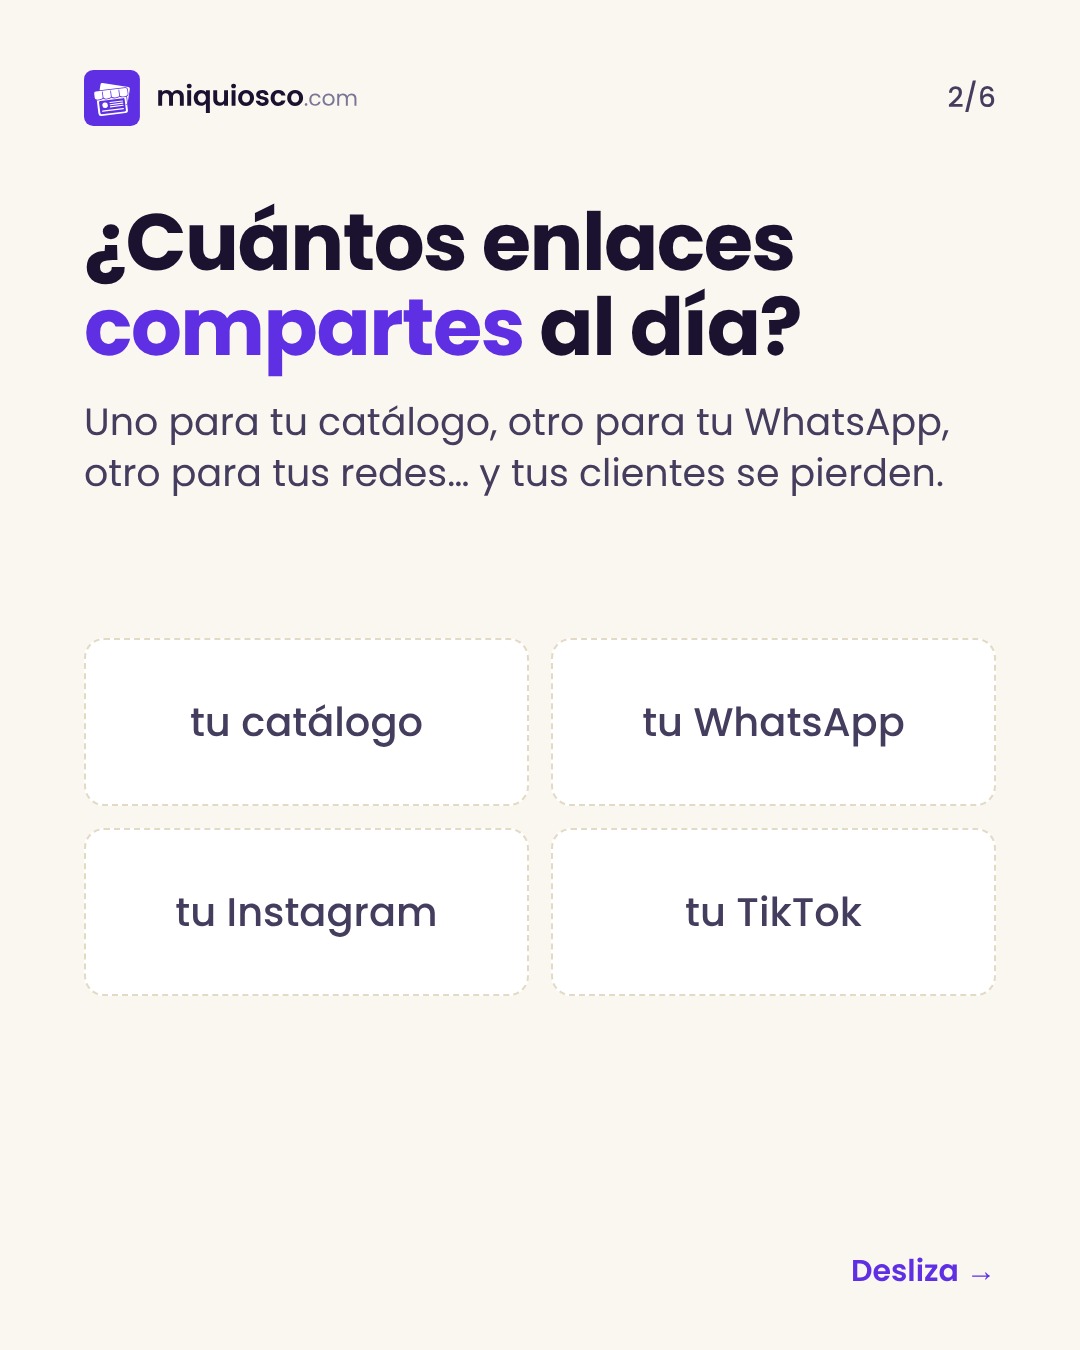 miquiosco.com
2/6
¿Cuántos enlaces
compartes al día?
Uno para tu catálogo, otro para tu WhatsApp,
otro para tus redes... y tus clientes se pierden.
tu catálogo
tu WhatsApp
tu Instagram
tu TikTok
Desliza →